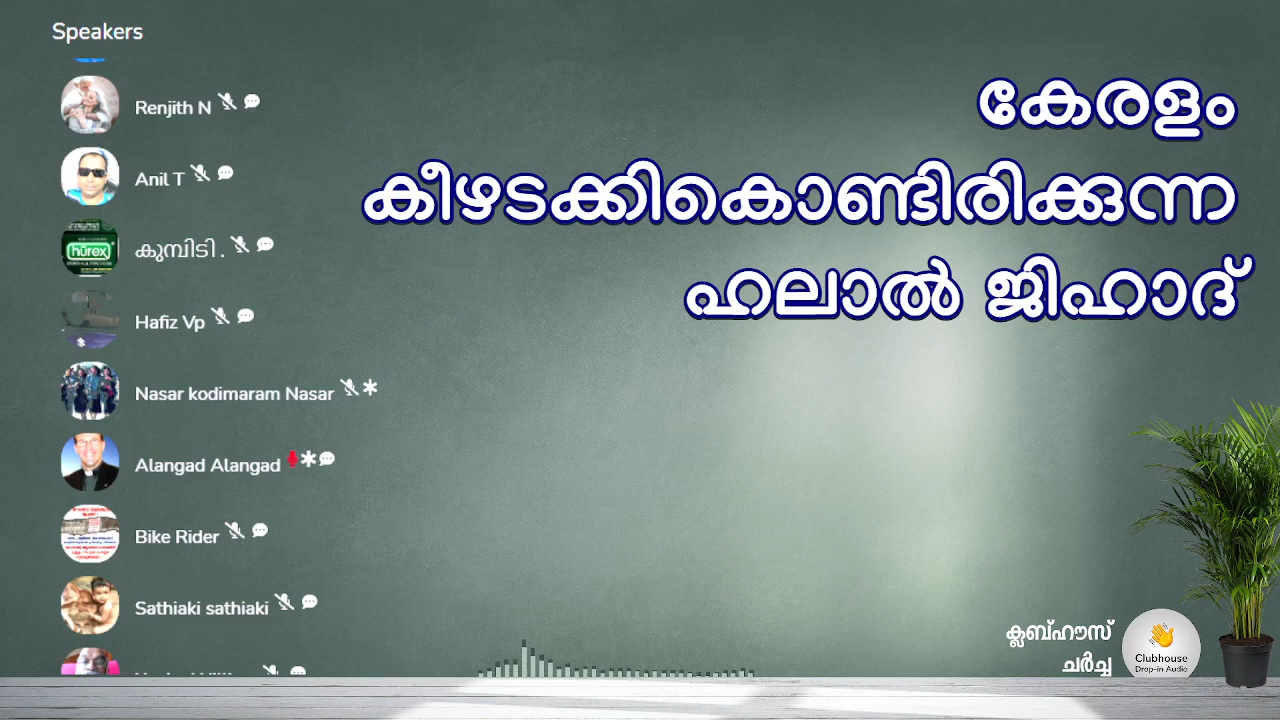 Speakers
Renjith N
Anil T
hūrex
കുമ്പിടി .
Hafiz Vp
Nasar kodimaram Nasar
Alangad Alangad
Bike Rider
Sathiaki sathiaki
കേരളം
കീഴടക്കികൊണ്ടിരിക്കുന്ന
ഹലാൽ ജിഹാദ്
ക്ലബ്ഹൗസ്
ചർച്ച
Clubhouse
Drop-in Audio